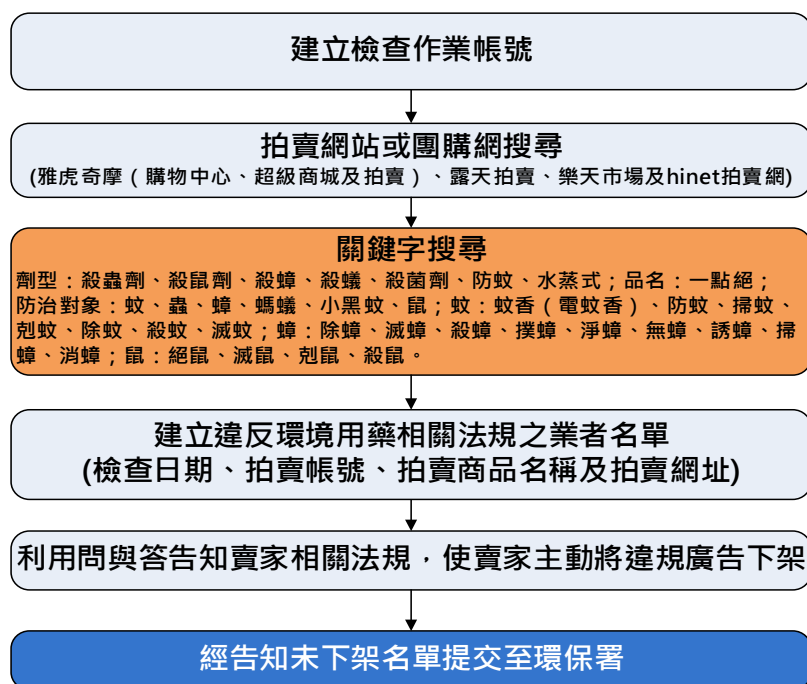 建立檢查作業帳號
拍賣網站或團購網搜尋
(雅虎奇摩（購物中心、超級商城及拍賣）、露天拍賣、樂天市場及hinet拍賣網)
關鍵字搜尋
劑型：殺蟲劑、殺鼠劑、殺蟑、殺蟻、殺菌劑、防蚊、水蒸式；品名：一點絕；
防治對象：蚊、蟲、蟑、螞蟻、小黑蚊、鼠；蚊：蚊香（電蚊香）、防蚊、掃蚊、
剋蚊、除蚊、殺蚊、滅蚊；蟑：除蟑、滅蟑、殺蟑、撲蟑、淨蟑、無蟑、誘蟑、掃
蟑、消蟑；鼠：絕鼠、滅鼠、剋鼠、殺鼠。
建立違反環境用藥相關法規之業者名單
(檢查日期、拍賣帳號、拍賣商品名稱及拍賣網址)
利用問與答告知賣家相關法規，使賣家主動將違規廣告下架
經告知未下架名單提交至環保署